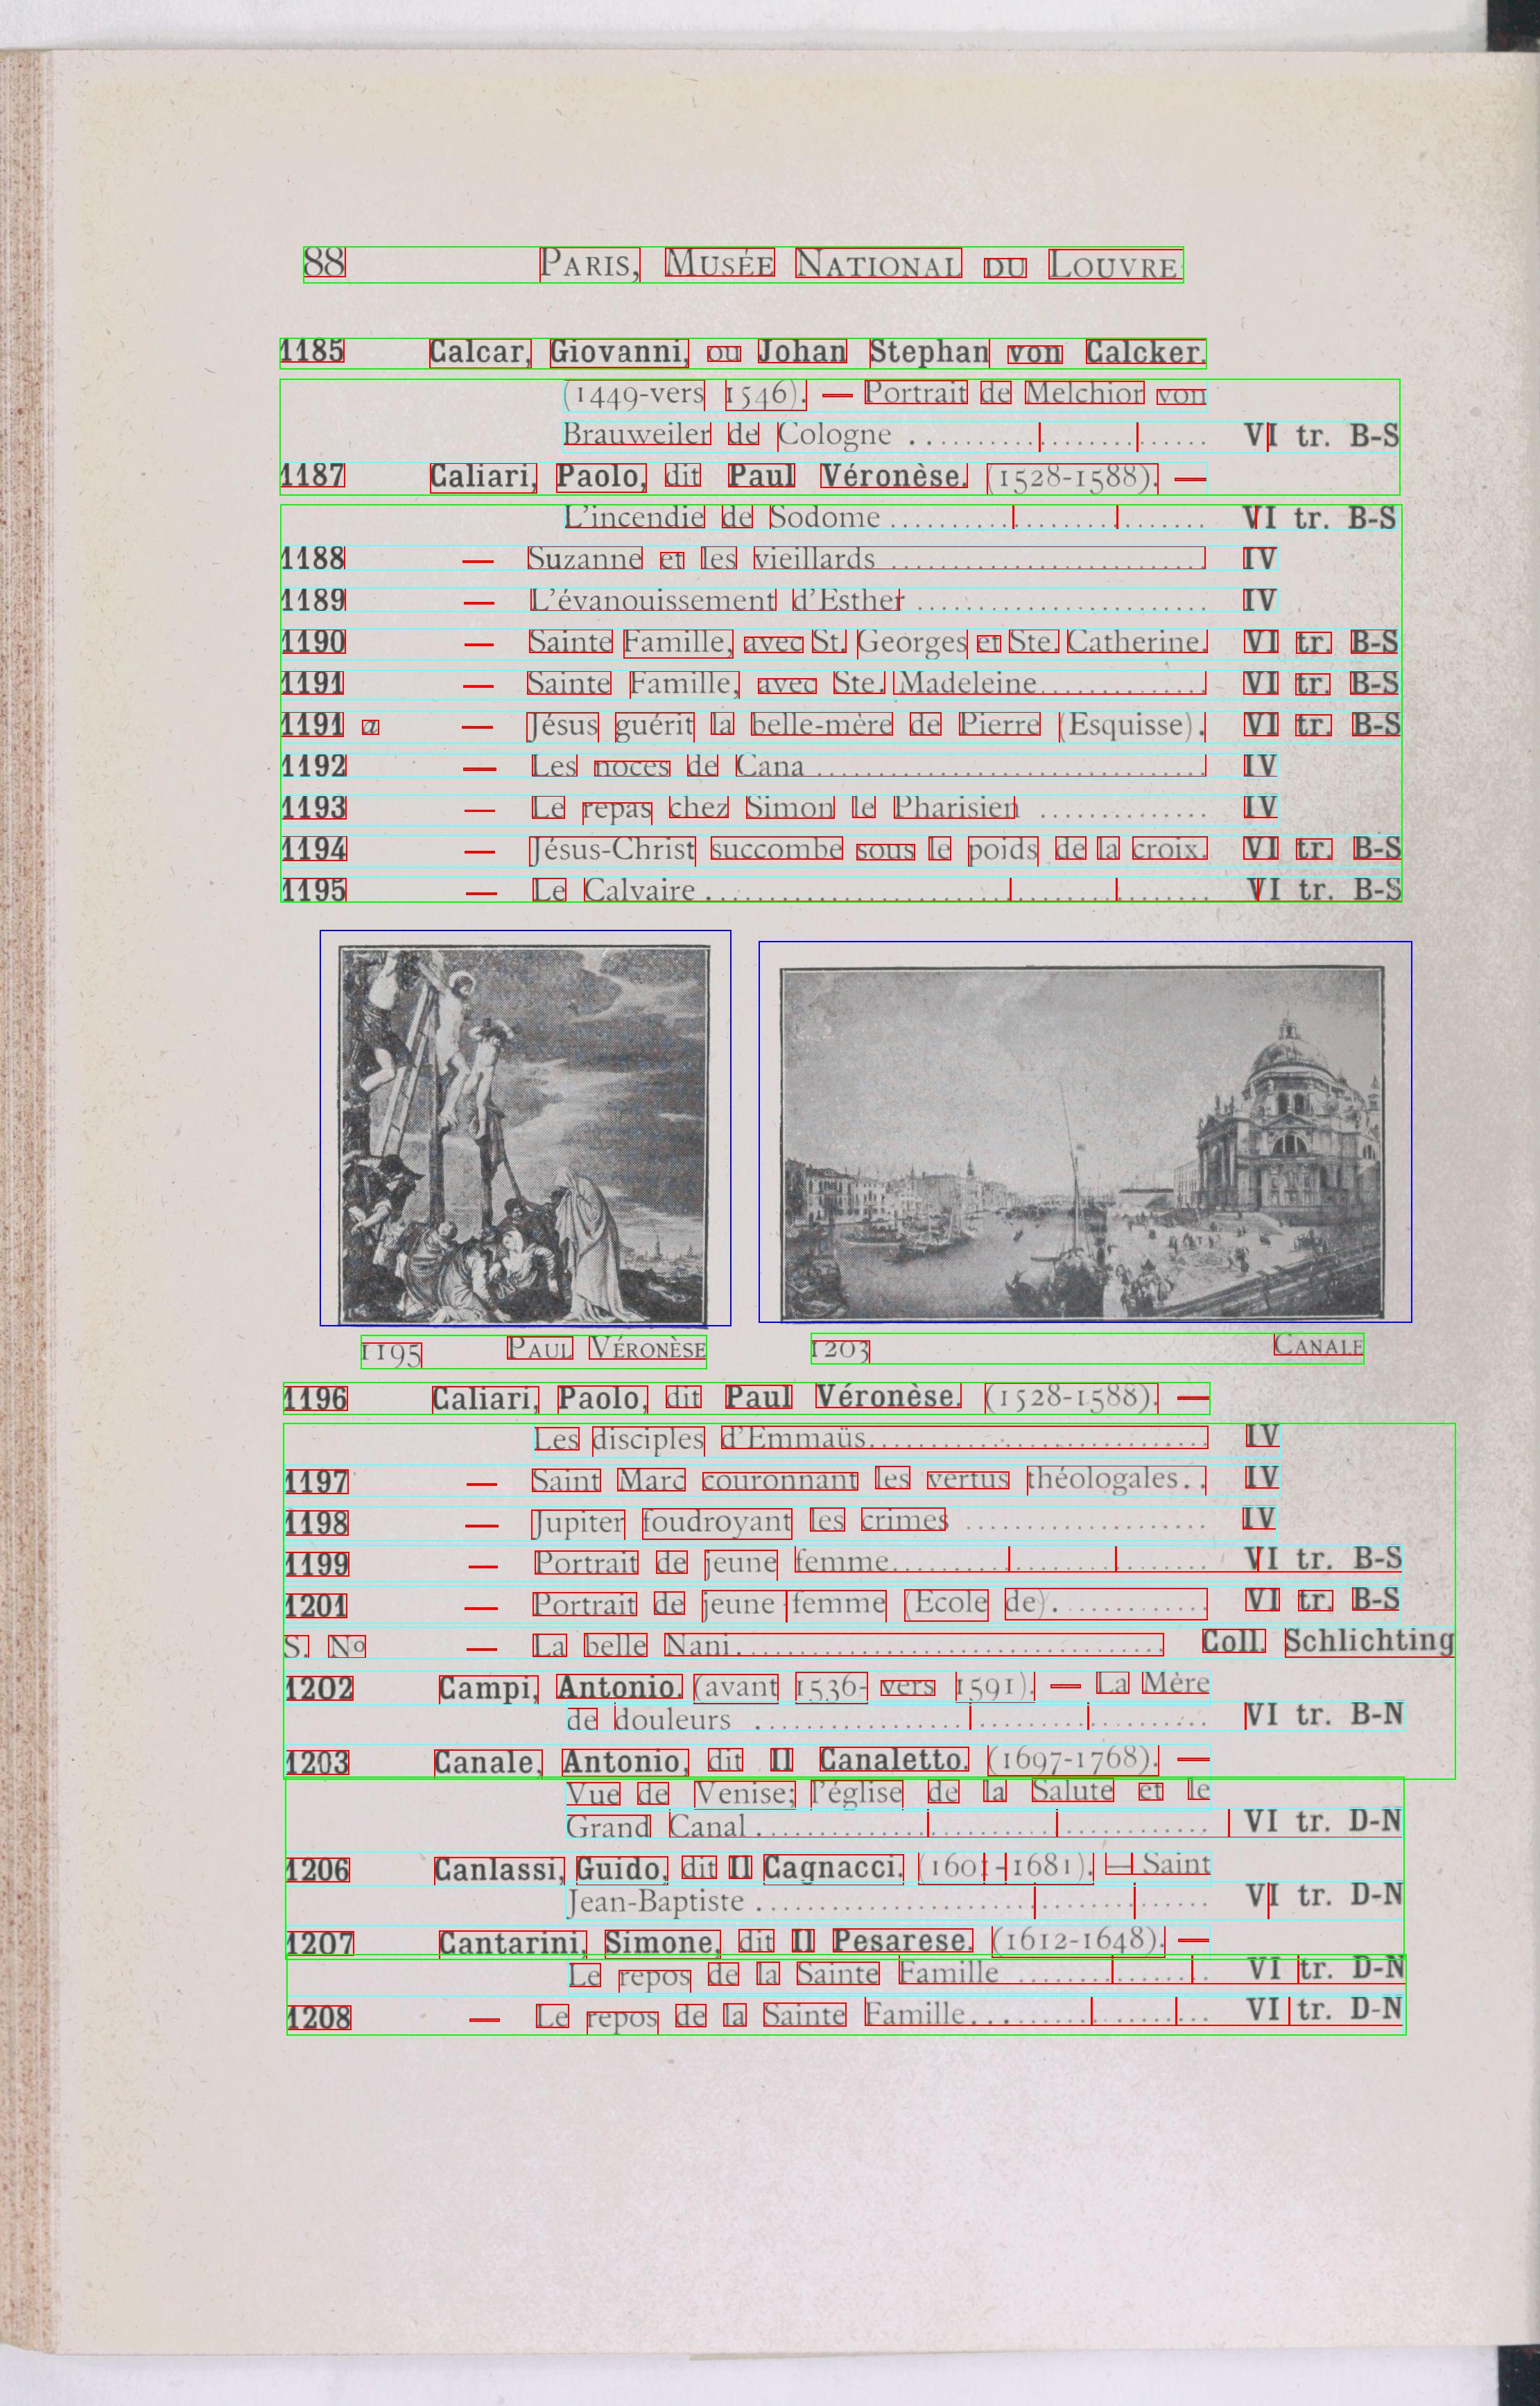 88 PARIS, MUSÉE NATIONAL DU LOUVRE
1185 Calcar, Giovanni, ou Johan Stephan von Calcker.
(1449-vers 1546). — Portrait de Melchior von
Brauweiler de Cologne .......................... VI tr. B-S
1187 Caliari, Paolo, dit Paul Véronèse. (1528-1588). —
L'incendie de Sodome .......................... VI tr. B-S
1188 — Suzanne et les vieillards .......................... IV
1189 — L'évanouissement d'Esther ....................... IV
1190 — Sainte Famille, avec St. Georges et Ste. Catherine. VI tr. B-S
1191 — Sainte Famille, avec Ste. Madeleine............. VI tr. B-S
1191 a — Jésus guérit la belle-mère de Pierre (Esquisse). VI tr. B-S
1192 — Les noces de Cana .............................. IV
1193 — Le repas chez Simon le Pharisien .............. IV
1194 — Jésus-Christ succombe sous le poids de la croix. VI tr. B-S
1195 — Le Calvaire ....................................... VI tr. B-S
1195 PAUL VÉRONÈSE
1203 CANALE
1196 Caliari, Paolo, dit Paul Véronèse. (1528-1588). —
Les disciples d'Emmaüs........................... IV
1197 — Saint Marc couronnant les vertus théologales. . IV
1198 — Jupiter foudroyant les crimes .................... IV
1199 — Portrait de jeune femme......................... VI tr. B-S
1201 — Portrait de jeune femme (Ecole de)............. VI tr. B-S
S. No — La belle Nani.................................. Coll. Schlichting
1202 Campi, Antonio. (avant 1536-vers 1591). — La Mère
de douleurs .................................... VI tr. B-N
1203 Canale, Antonio, dit Il Canaletto. (1697-1768). —
Vue de Venise; l'église de la Salute et le
Grand Canal .................................... VI tr. D-N
1206 Canlassi, Guido, dit Il Cagnacci. (1601-1681). — Saint
Jean-Baptiste .................................... VI tr. D-N
1207 Cantarini, Simone, dit Il Pesarese. (1612-1648). —
Le repos de la Sainte Famille ................ VI tr. D-N
1208 — Le repos de la Sainte Famille................... VI tr. D-N